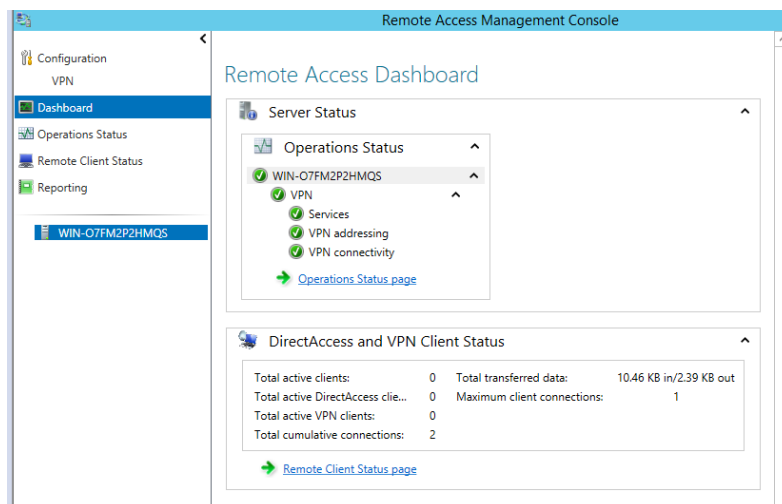 Remote Access Management Console
Configuration
VPN
Dashboard
Operations Status
Remote Client Status
Reporting
WIN-O7FM2P2HMQS
Remote Access Dashboard
Server Status
Operations Status
WIN-O7FM2P2HMQS
VPN
Services
VPN addressing
VPN connectivity
Operations Status page
DirectAccess and VPN Client Status
Total active clients: 0 Total transferred data: 10.46 KB in/2.39 KB out
Total active DirectAccess clie... 0 Maximum client connections: 1
Total active VPN clients: 0
Total cumulative connections: 2
Remote Client Status page